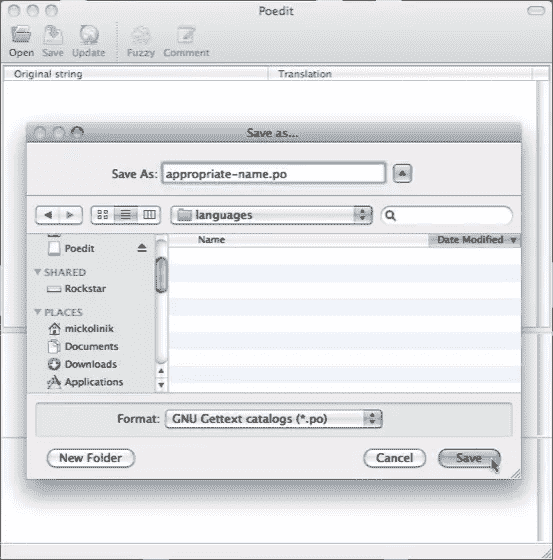 Poedit
Open Save Update Fuzzy Comment
Original string Translation
Save as...
Save As: appropriate-name.po
languages
Name Date Modified
Poedit
SHARED
Rockstar
PLACES
mickolinik
Documents
Downloads
Applications
Format: GNU Gettext catalogs (*.po)
New Folder Cancel Save